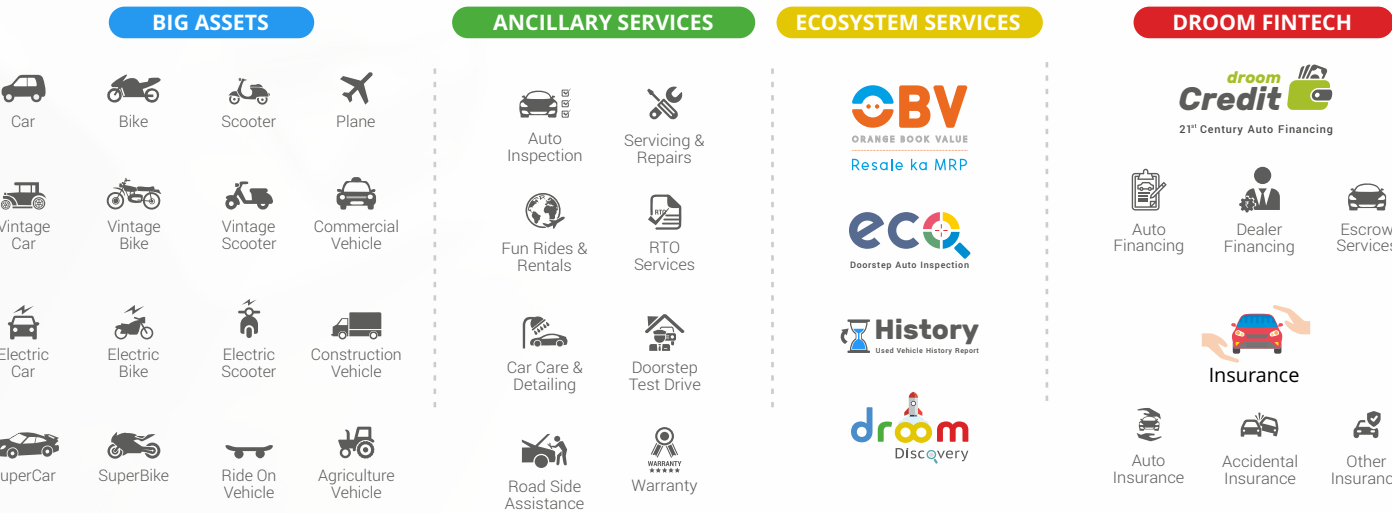 BIG ASSETS
Car
Bike
Scooter
Plane
Vintage
Car
Vintage
Bike
Vintage
Scooter
Commercial
Vehicle
Electric
Car
Electric
Bike
Electric
Scooter
Construction
Vehicle
uperCar
SuperBike
Ride On
Vehicle
Agriculture
Vehicle
ANCILLARY SERVICES
Auto
Inspection
Servicing &
Repairs
Fun Rides &
Rentals
RTO
RTO
Services
Car Care &
Detailing
Doorstep
Test Drive
Road Side
Assistance
WARRANTY
Warranty
ECOSYSTEM SERVICES
OBV
ORANGE BOOK VALUE
Resale ka MRP
eco
Doorstep Auto Inspection
History
Used Vehicle History Report
droom
Discovery
DROOM FINTECH
droom
Credit
21st Century Auto Financing
Auto
Financing
Dealer
Financing
Escrow
Services
Insurance
Auto
Insurance
Accidental
Insurance
Other
Insuranc